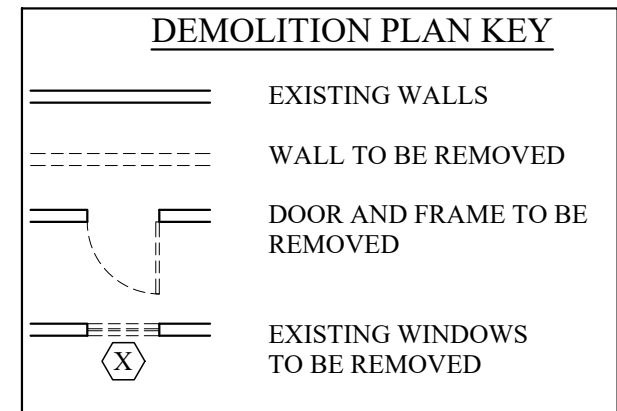 DEMOLITION PLAN KEY
EXISTING WALLS
WALL TO BE REMOVED
DOOR AND FRAME TO BE
REMOVED
EXISTING WINDOWS
TO BE REMOVED
X